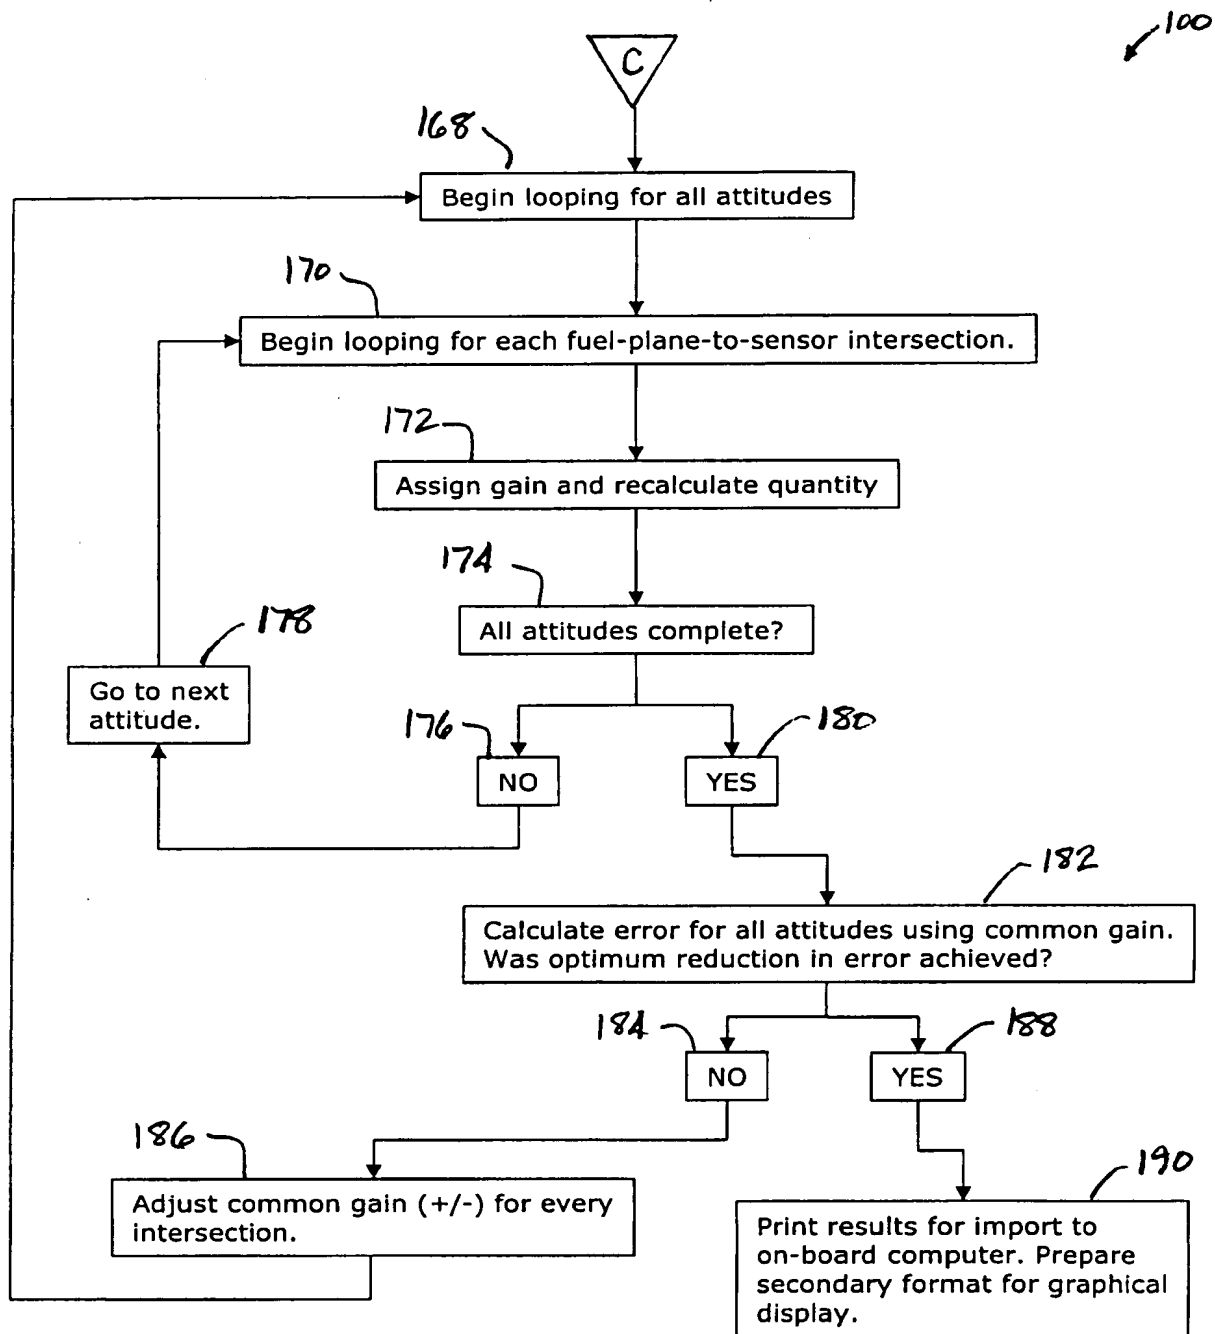 100
C
168
Begin looping for all attitudes
170
Begin looping for each fuel-plane-to-sensor intersection.
172
Assign gain and recalculate quantity
174
All attitudes complete?
178
Go to next
attitude.
176
NO
180
YES
182
Calculate error for all attitudes using common gain.
Was optimum reduction in error achieved?
184
NO
188
YES
186
Adjust common gain (+/-) for every
intersection.
190
Print results for import to
on-board computer. Prepare
secondary format for graphical
display.